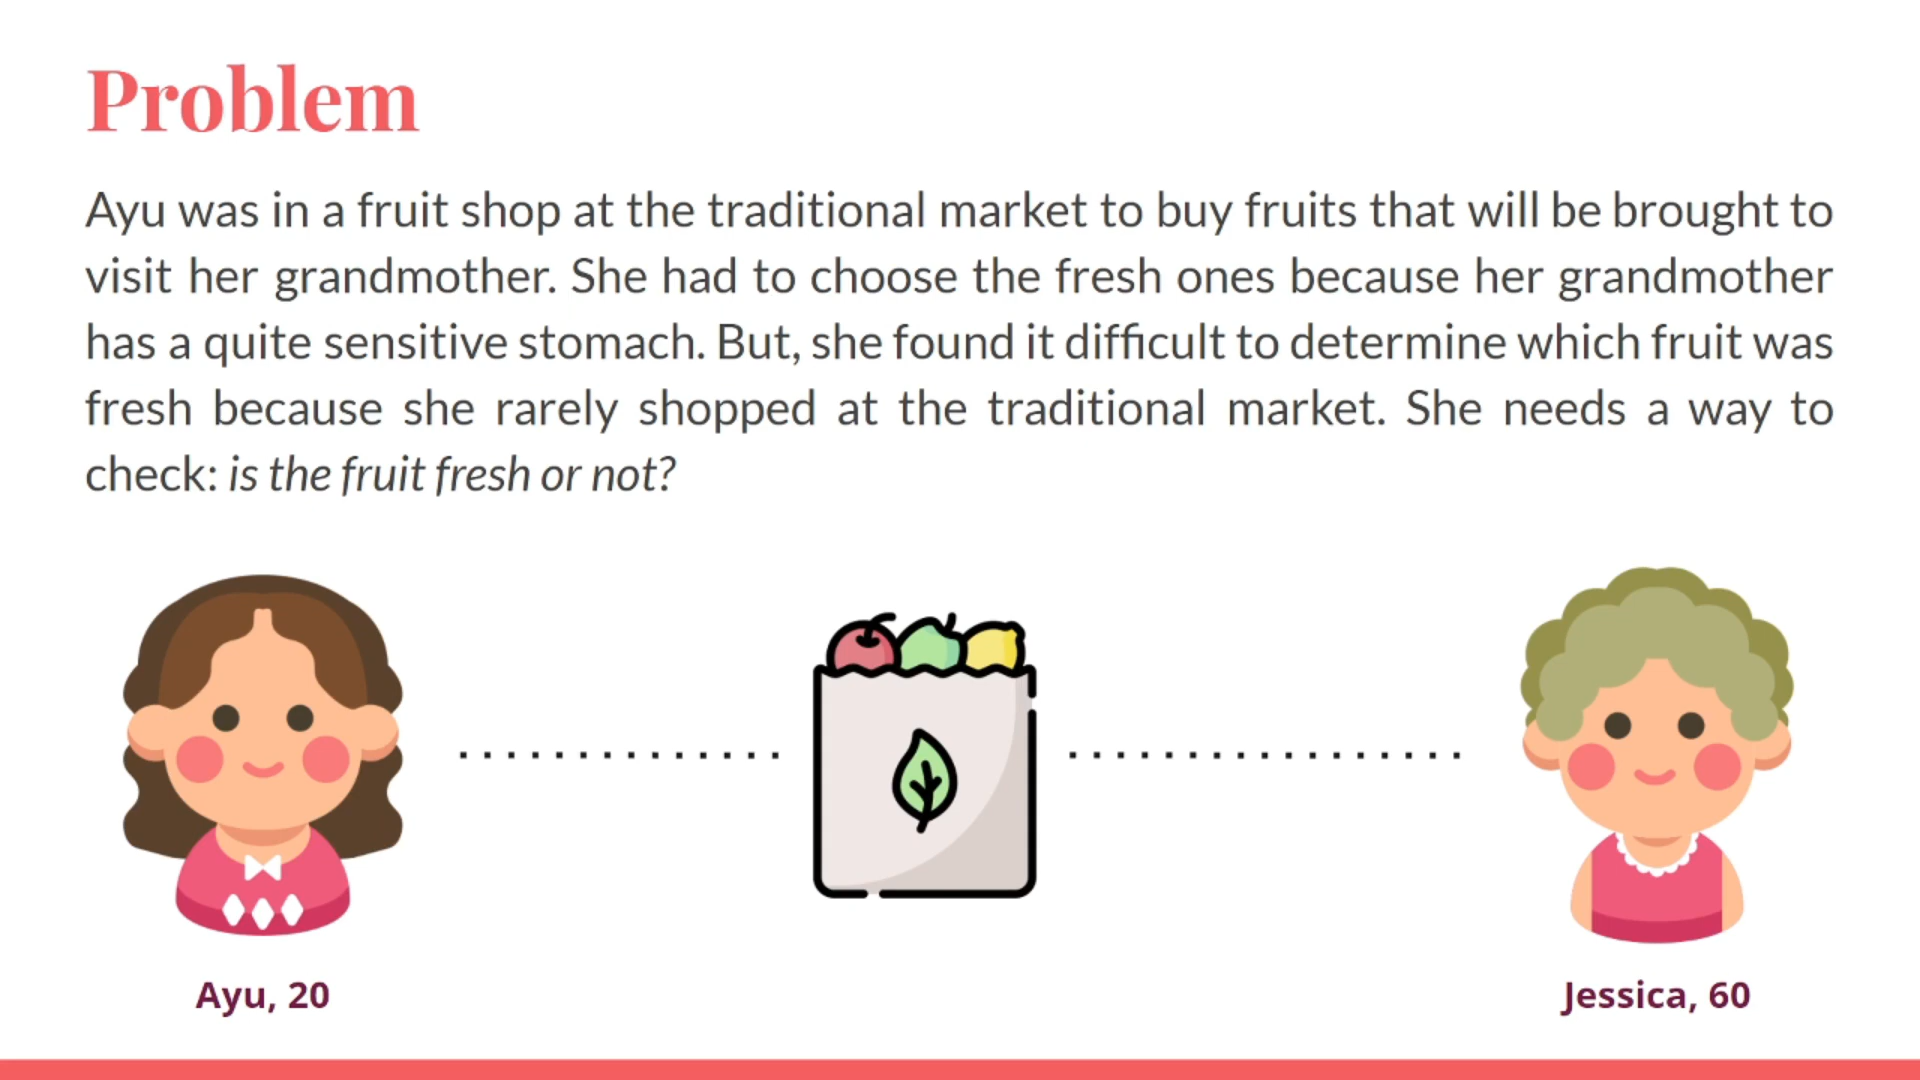 Problem
Ayu was in a fruit shop at the traditional market to buy fruits that will be brought to
visit her grandmother. She had to choose the fresh ones because her grandmother
has a quite sensitive stomach. But, she found it difficult to determine which fruit was
fresh because she rarely shopped at the traditional market. She needs a way to
check: is the fruit fresh or not?
Ayu, 20
Jessica, 60